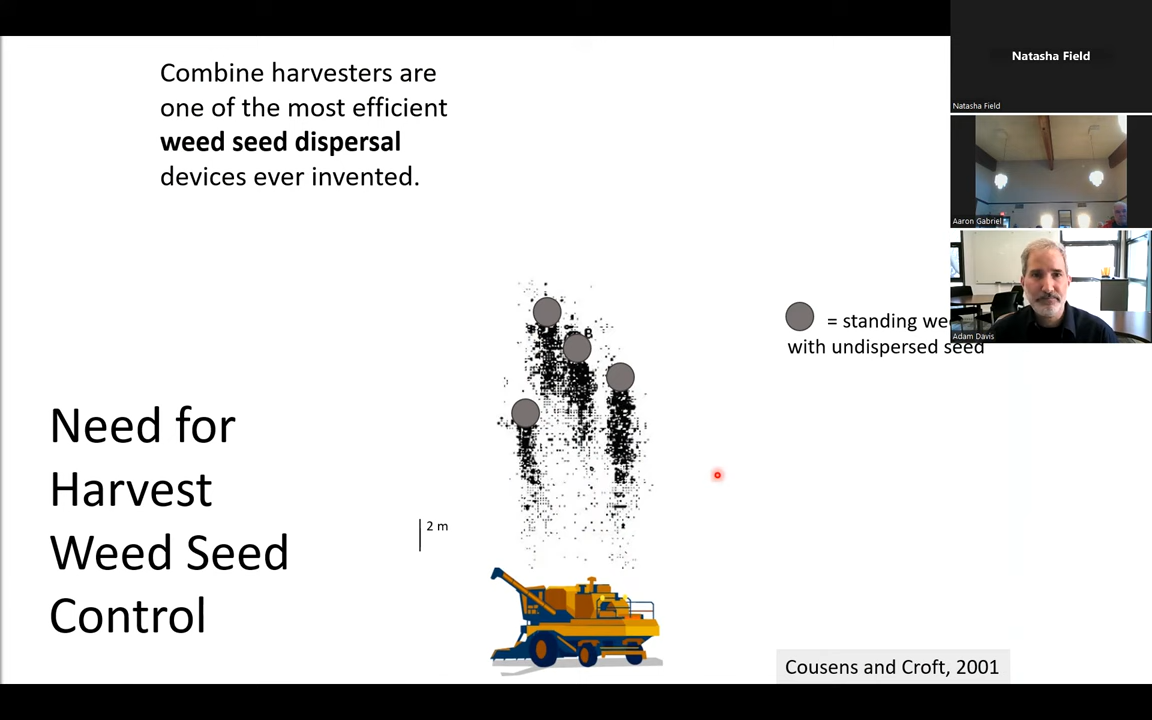 Combine harvesters are
one of the most efficient
weed seed dispersal
devices ever invented.
Natasha Field
Natasha Field
Aaron Gabriel
Adam Davis
B
= standing wee
with undispersed seed
Need for
Harvest
Weed Seed
Control
2 m
Cousens and Croft, 2001